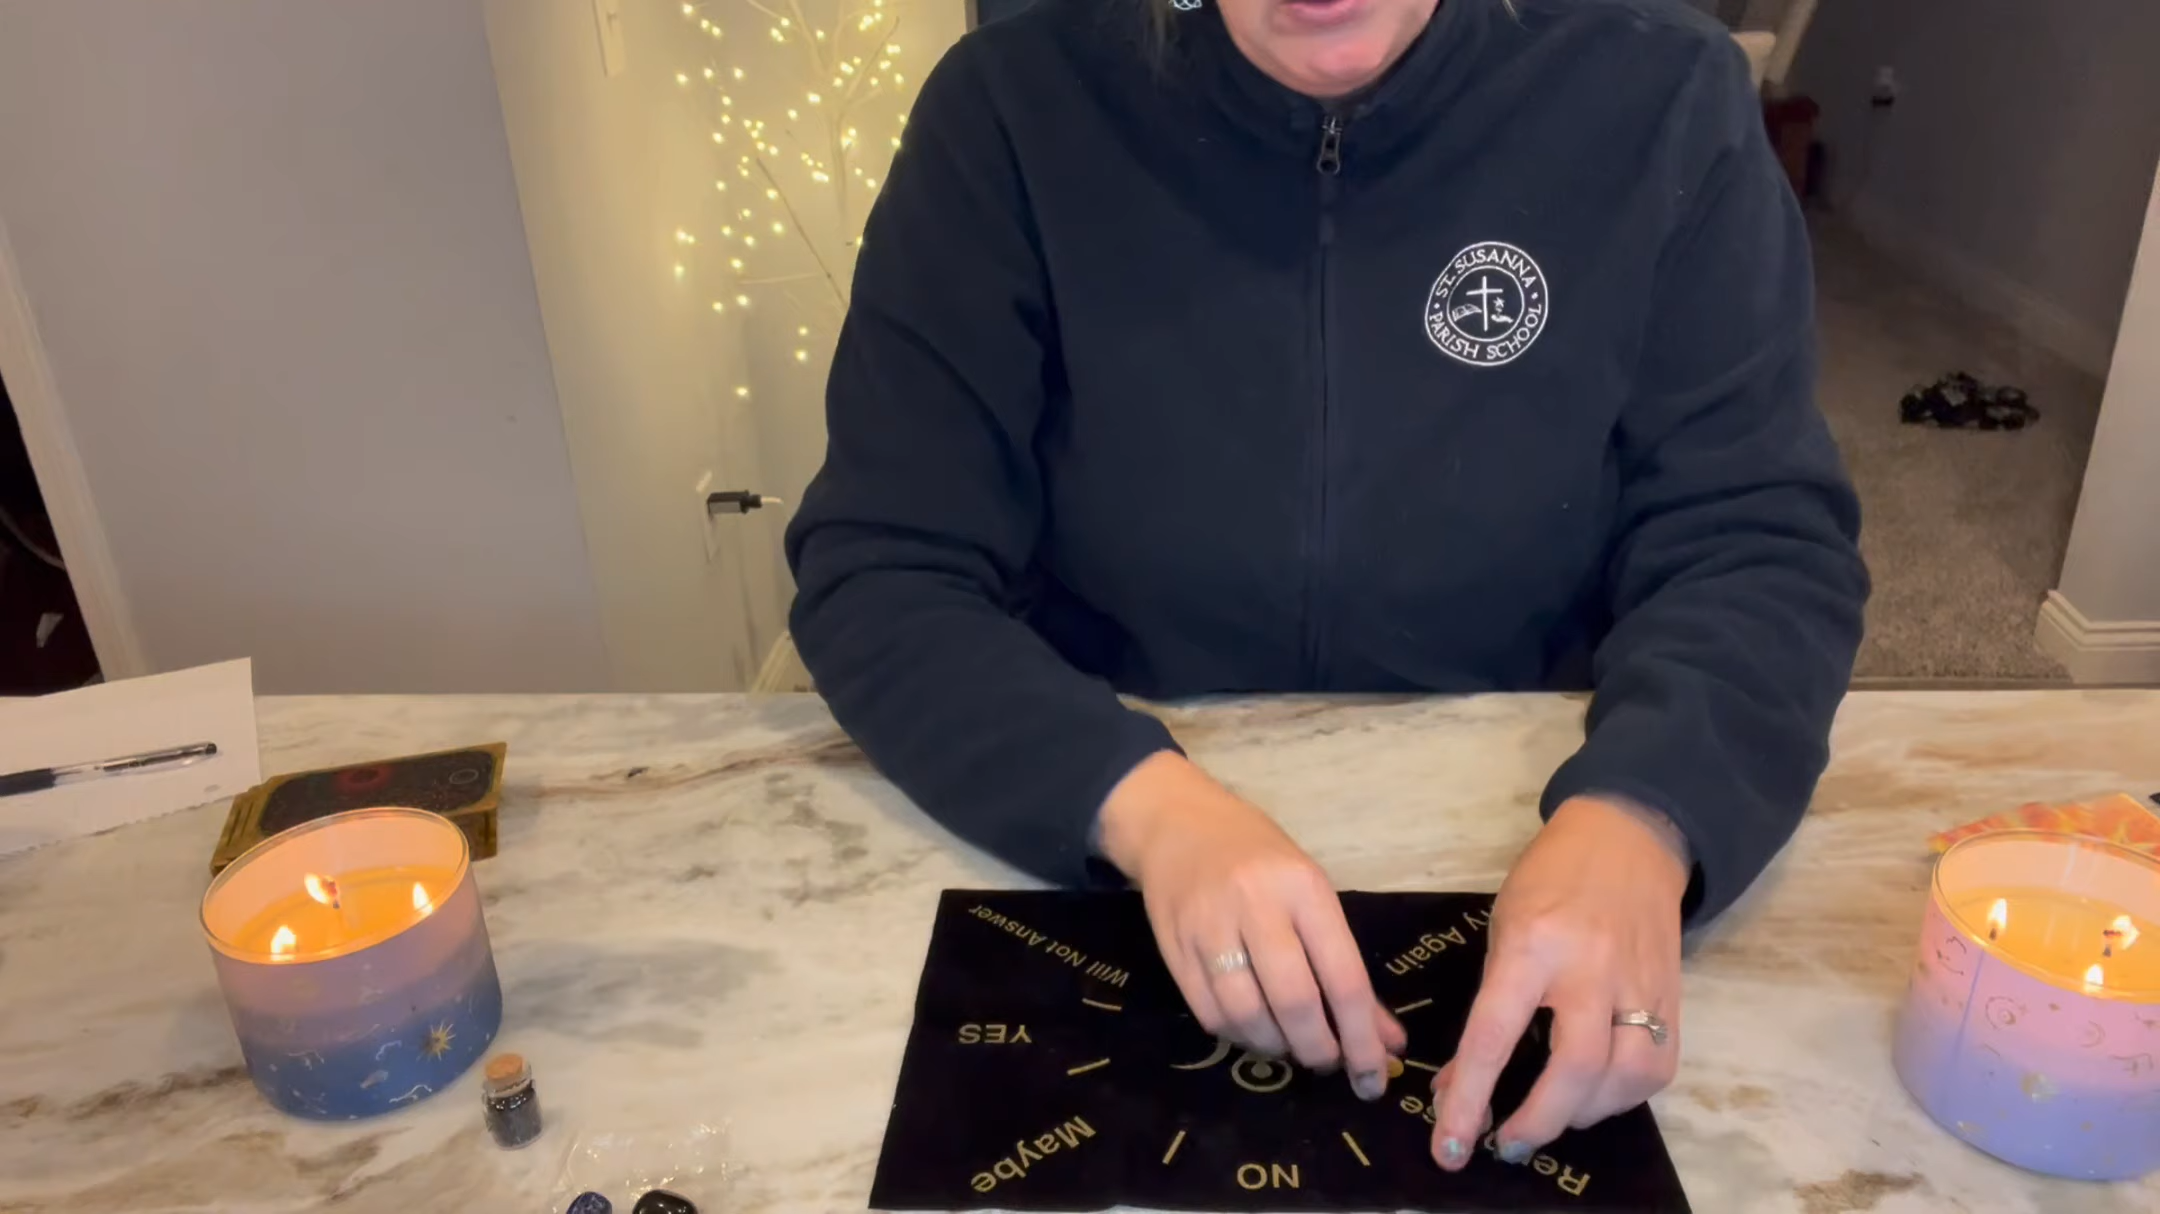 ST. SUSANNA
PARISH SCHOOL
Will Not Answer
Again
YES
Maybe
NO